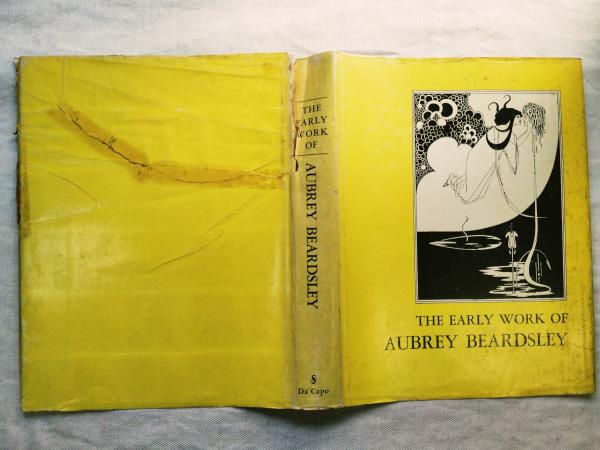 THE
EARLY
WORK
OF
AUBREY BEARDSLEY
Da Capo
THE EARLY WORK OF
AUBREY BEARDSLEY